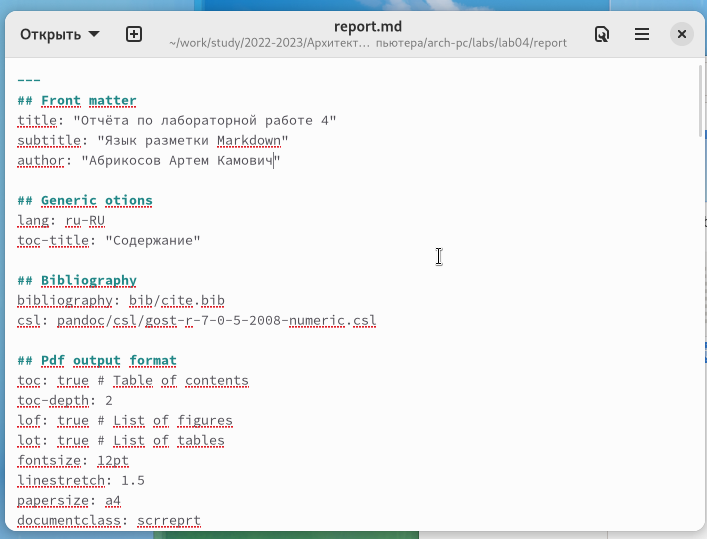 Открыть
report.md
~/work/study/2022-2023/Архитект... пьютера/arch-pc/labs/lab04/report
---
## Front matter
title: "Отчёта по лабораторной работе 4"
subtitle: "Язык разметки Markdown"
author: "Абрикосов Артем Камович"
## Generic otions
lang: ru-RU
toc-title: "Содержание"
## Bibliography
bibliography: bib/cite.bib
csl: pandoc/csl/gost-r-7-0-5-2008-numeric.csl
## Pdf output format
toc: true # Table of contents
toc-depth: 2
lof: true # List of figures
lot: true # List of tables
fontsize: 12pt
linestretch: 1.5
papersize: a4
documentclass: scrreprt